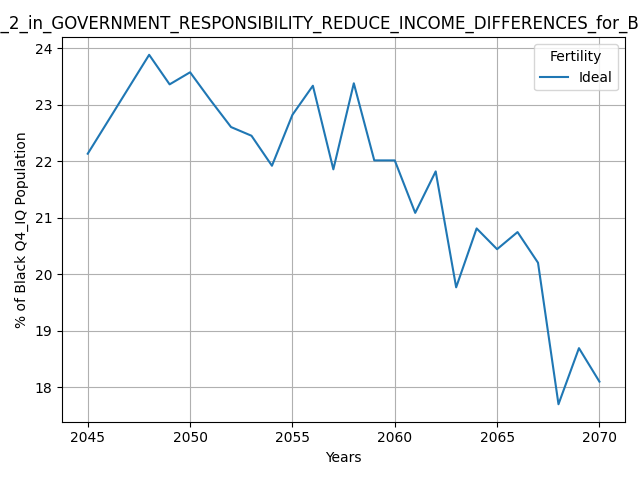 _2_in_GOVERNMENT_RESPONSIBILITY_REDUCE_INCOME_DIFFERENCES_for_B
Fertility
Ideal
24
23
22
21
20
19
18
% of Black Q4_IQ Population
2045 2050 2055 2060 2065 2070
Years